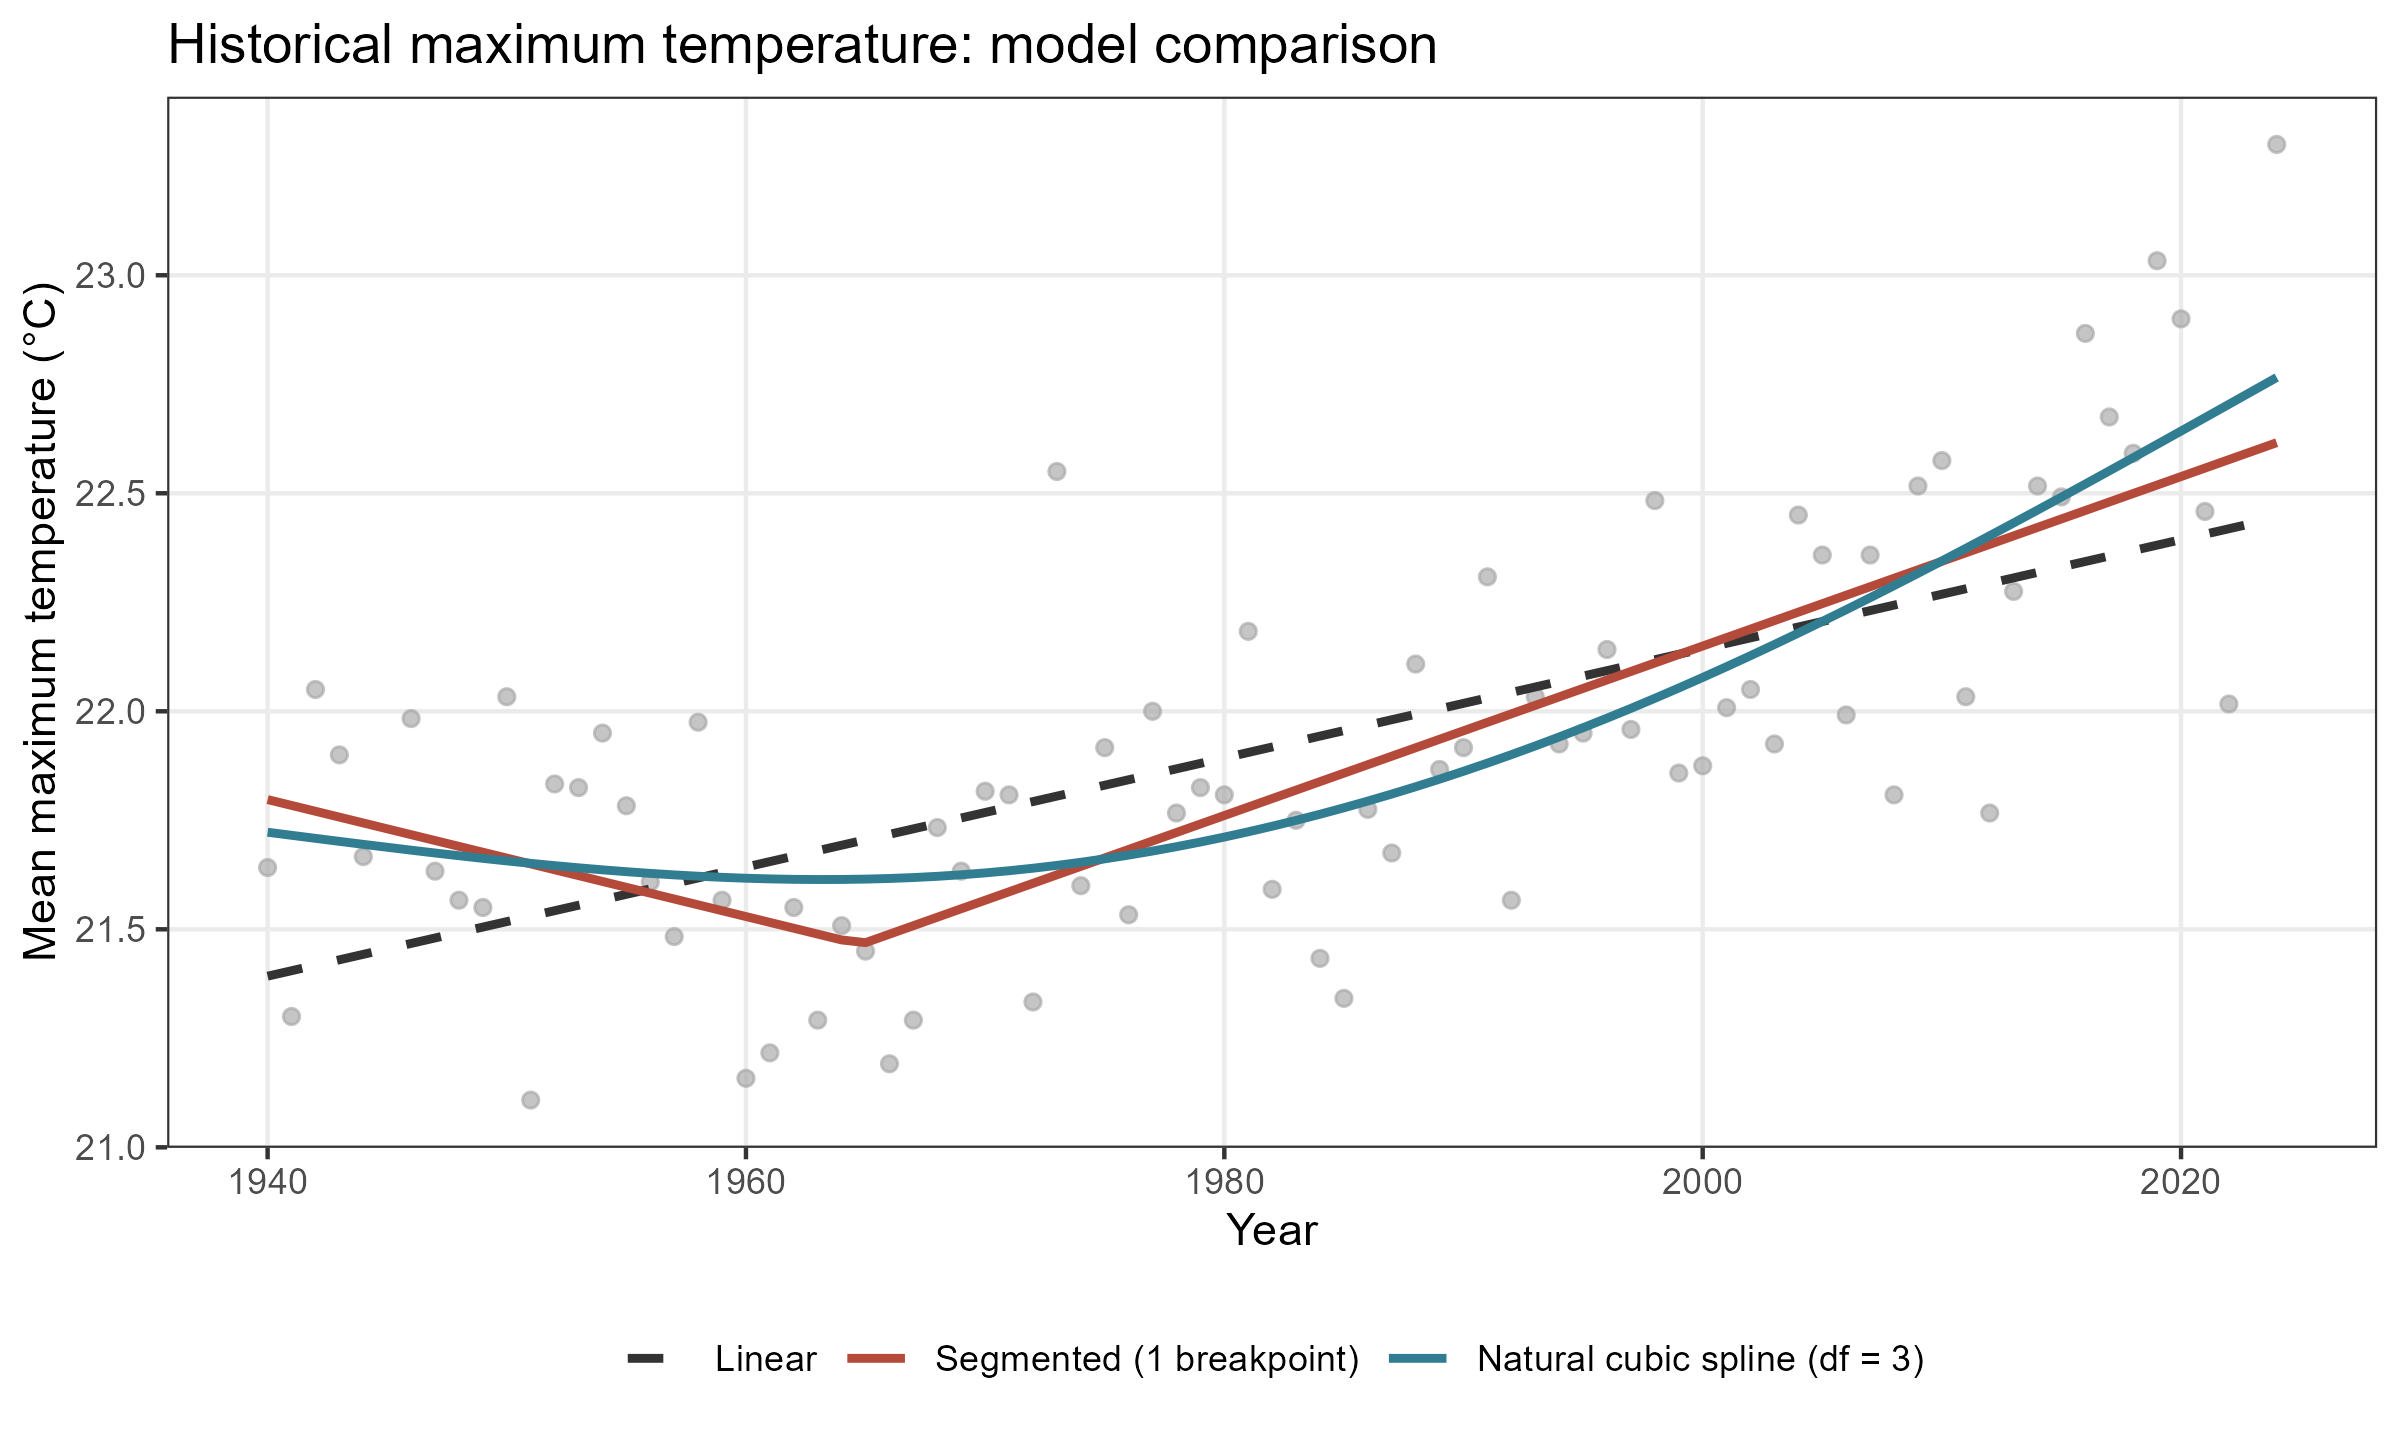 Historical maximum temperature: model comparison
Mean maximum temperature (°C)
23.0
22.5
22.0
21.5
21.0
1940
1960
1980
2000
2020
Year
Linear
Segmented (1 breakpoint)
Natural cubic spline (df = 3)